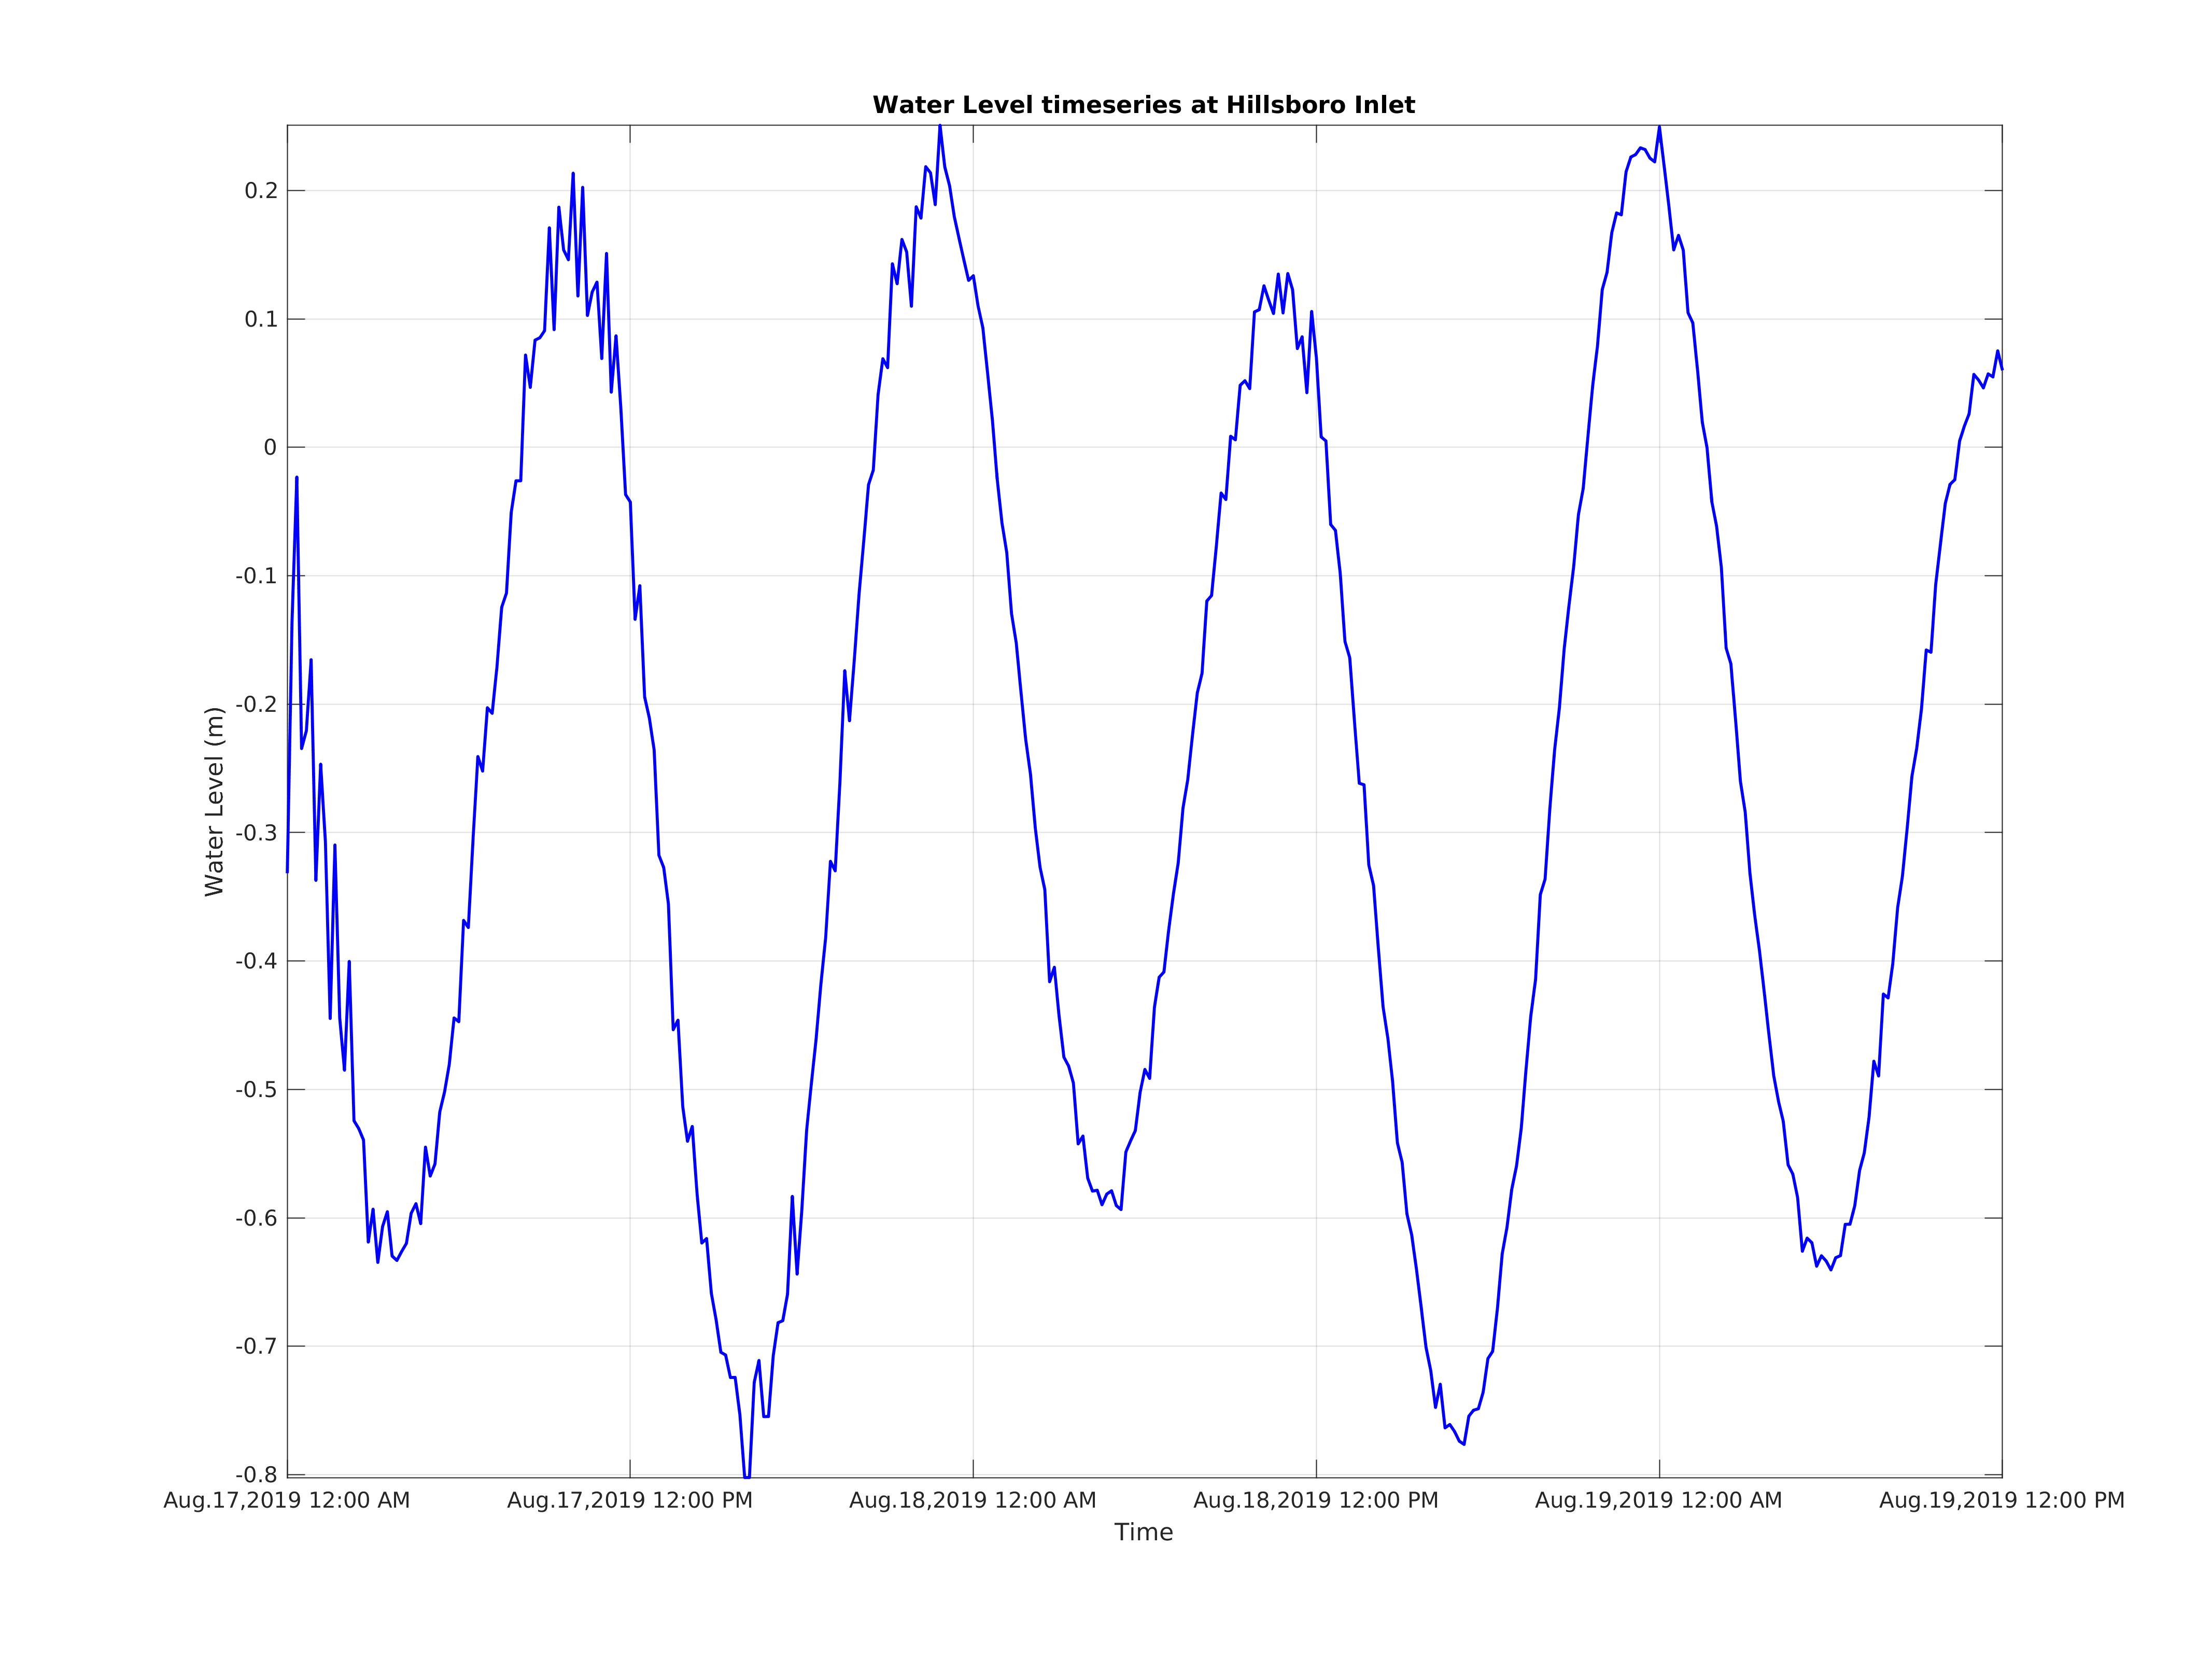 Water Level timeseries at Hillsboro Inlet
0.2
0.1
0
-0.1
-0.2
-0.3
-0.4
-0.5
-0.6
-0.7
-0.8
Water Level (m)
Aug.17,2019 12:00 AM
Aug.17,2019 12:00 PM
Aug.18,2019 12:00 AM
Aug.18,2019 12:00 PM
Aug.19,2019 12:00 AM
Aug.19,2019 12:00 PM
Time